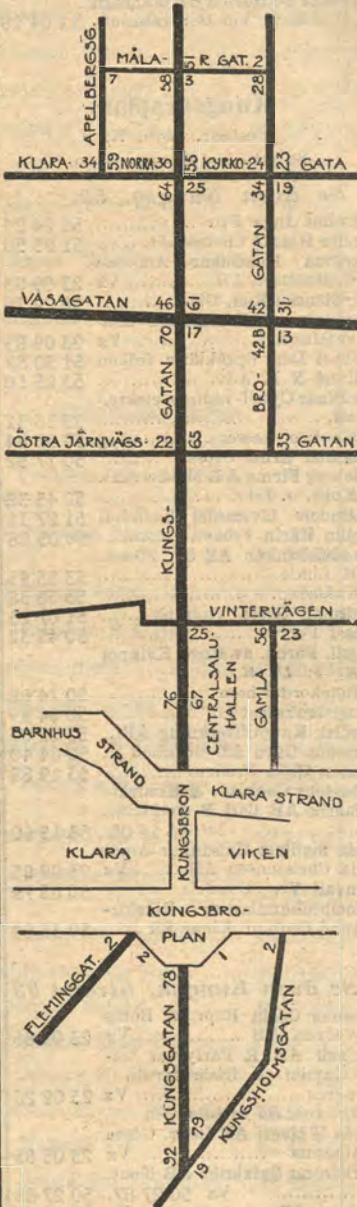 APELBERGSG.
MÅLA- 51 R. GAT. 2
7 58 3 28
KLARA- 34 59 NORRA 30 55 KYRKO- 24 23 GATA
64 25 34 19
GATAN
VASAGATAN 46 61 42 31
70 17 42B 13
GATAN BRO-
ÖSTRA JÄRNVÄGS- 22 65 35 GATAN
KUNGS-
VINTERVÄGEN
25 56 23
76 67 CENTRALSALU-
HALLEN
GAMLA
BARNHUS
STRAND
KLARA STRAND
KUNGSBRON
KLARA VIKEN
KUNGSBRO-
PLAN
2 2 1 2
FLEMINGGAT.
78
KUNGSGATAN
92 79
KUNGSHOLMSGATAN
19